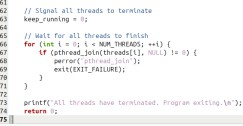 61
62 // Signal all threads to terminate
63 keep_running = 0;
64
65 // Wait for all threads to finish
66 for (int i = 0; i < NUM_THREADS; ++i) {
67 if (pthread_join(threads[i], NULL) != 0) {
68 perror("pthread_join");
69 exit(EXIT_FAILURE);
70 }
71 }
72
73 printf("All threads have terminated. Program exiting.\n");
74 return 0;
75